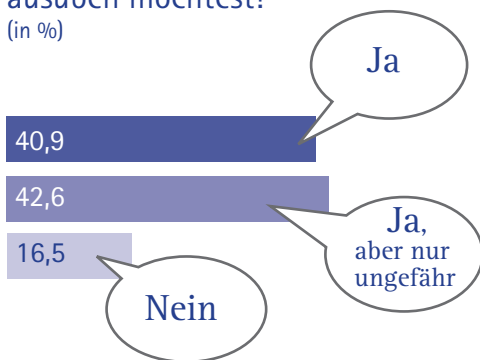 ausüben möchtest?
(in %)
Ja
40,9
42,6
Ja,
aber nur
ungefähr
16,5
Nein